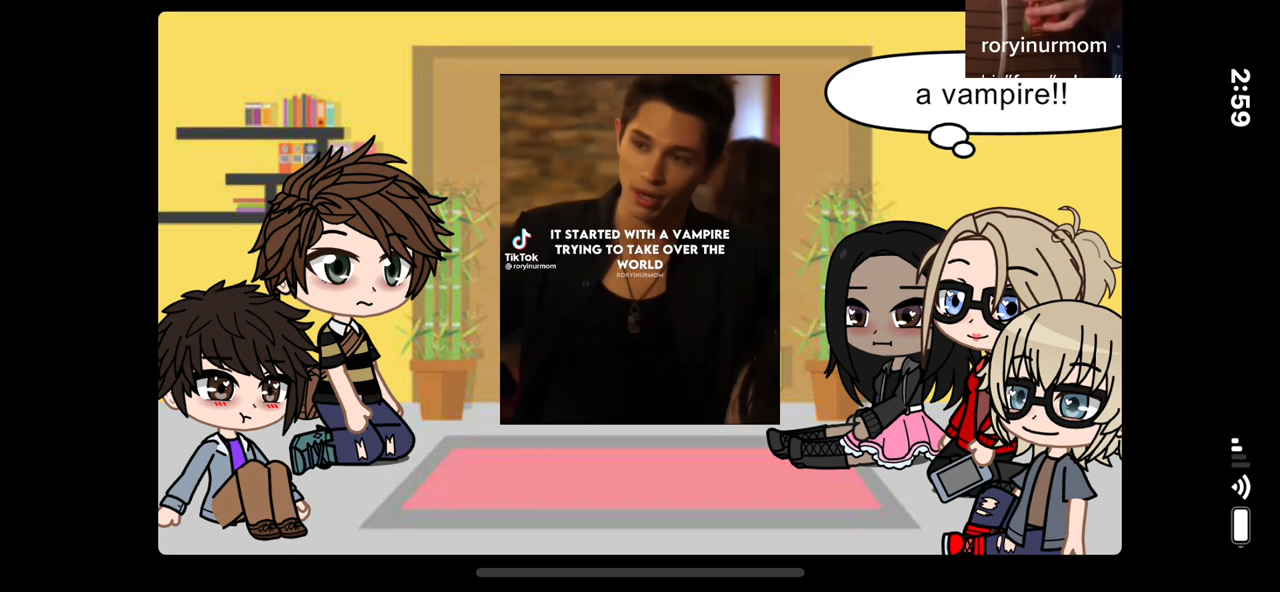 roryinurmom ·
a vampire!!
IT STARTED WITH A VAMPIRE
TRYING TO TAKE OVER THE
WORLD
RORYINURMOM
TikTok
@roryinurmom
2:59